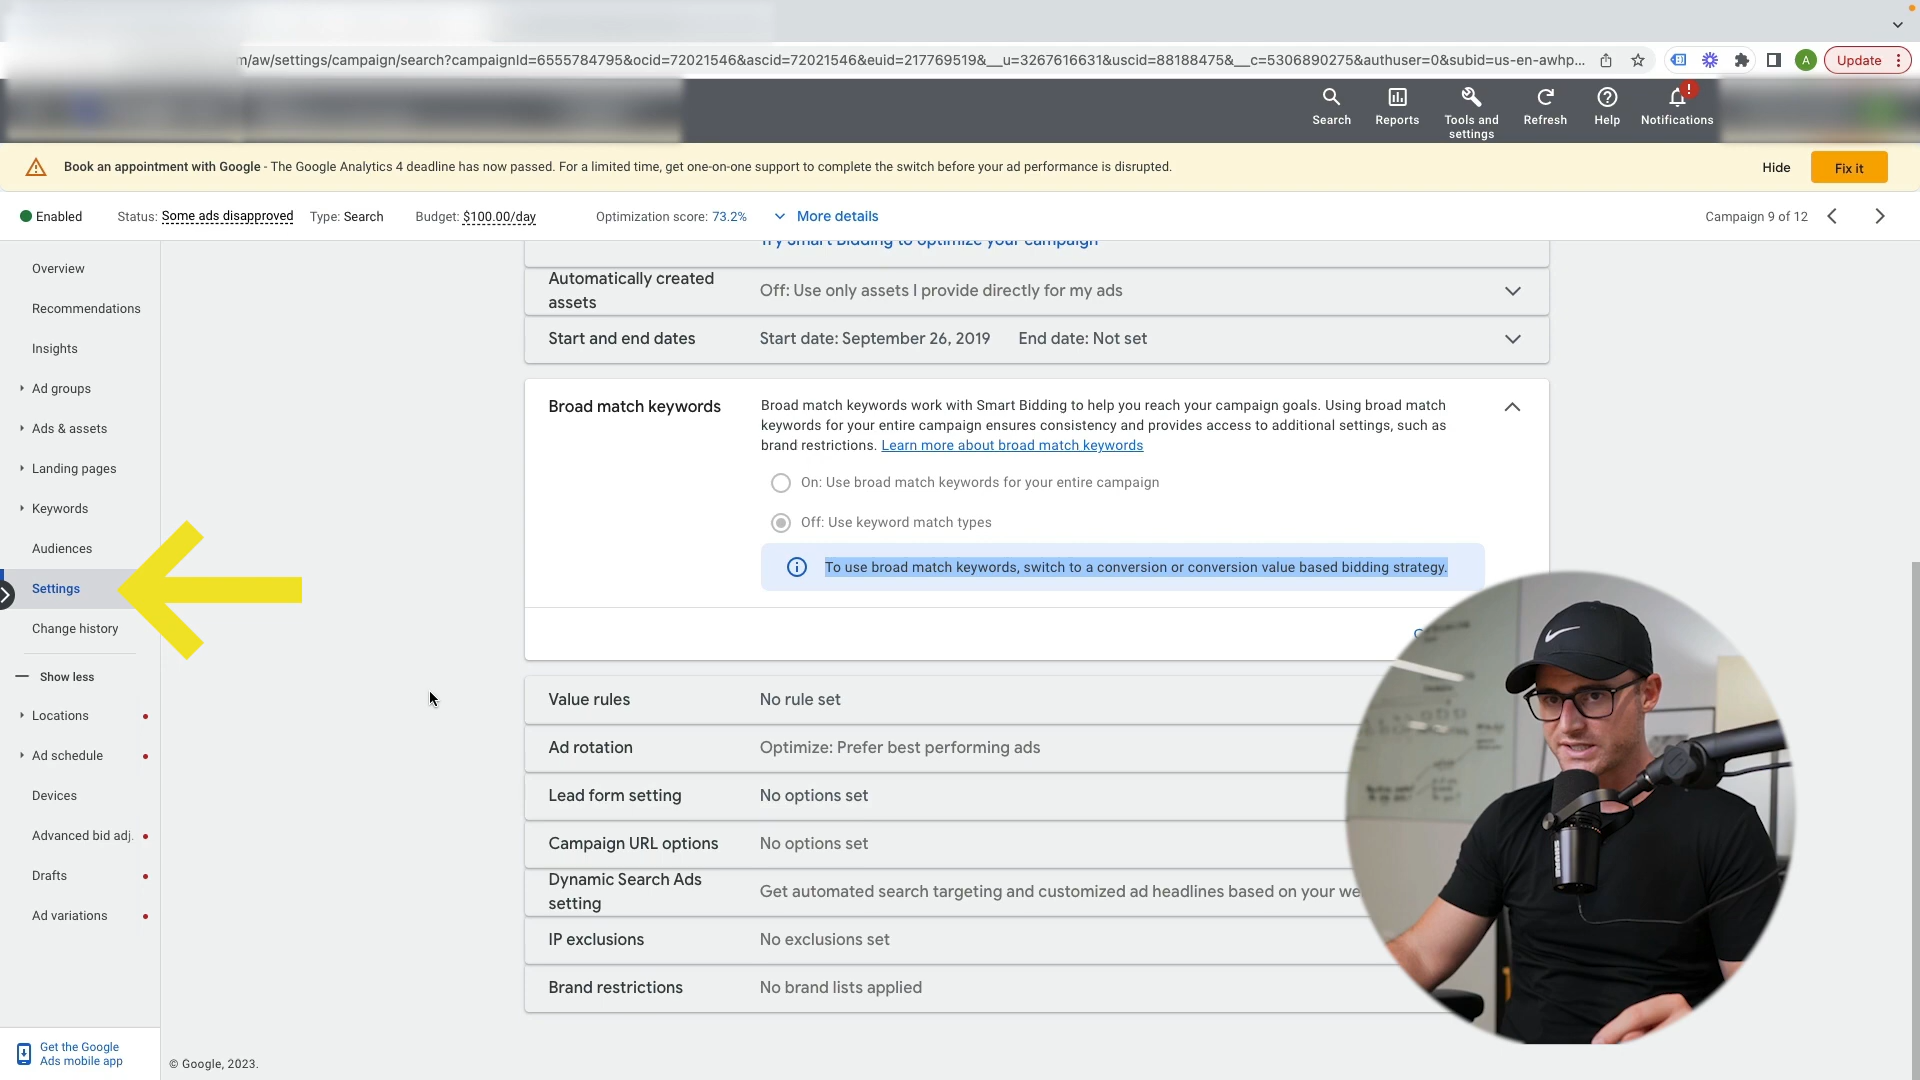 m/aw/settings/campaign/search?campaignId=6555784795&ocid=72021546&ascid=72021546&euid=217769519&__u=3267616631&uscid=88188475&__c=5306890275&authuser=0&subid=us-en-awhp...
A
Update
Search
Reports
Tools and
settings
Refresh
Help
!
Notifications
Book an appointment with Google - The Google Analytics 4 deadline has now passed. For a limited time, get one-on-one support to complete the switch before your ad performance is disrupted.
Hide
Fix it
Enabled
Status: Some ads disapproved
Type: Search
Budget: $100.00/day
Optimization score: 73.2%
More details
Campaign 9 of 12
Overview
Recommendations
Insights
Ad groups
Ads & assets
Landing pages
Keywords
Audiences
Settings
Change history
Show less
Locations
Ad schedule
Devices
Advanced bid adj.
Drafts
Ad variations
Get the Google
Ads mobile app
Try Smart Bidding to optimize your campaign
Automatically created
assets
Off: Use only assets I provide directly for my ads
Start and end dates
Start date: September 26, 2019 End date: Not set
Broad match keywords
Broad match keywords work with Smart Bidding to help you reach your campaign goals. Using broad match
keywords for your entire campaign ensures consistency and provides access to additional settings, such as
brand restrictions. Learn more about broad match keywords
On: Use broad match keywords for your entire campaign
Off: Use keyword match types
To use broad match keywords, switch to a conversion or conversion value based bidding strategy.
Value rules
No rule set
Ad rotation
Optimize: Prefer best performing ads
Lead form setting
No options set
Campaign URL options
No options set
Dynamic Search Ads
setting
Get automated search targeting and customized ad headlines based on your we
IP exclusions
No exclusions set
Brand restrictions
No brand lists applied
© Google, 2023.
SHURE